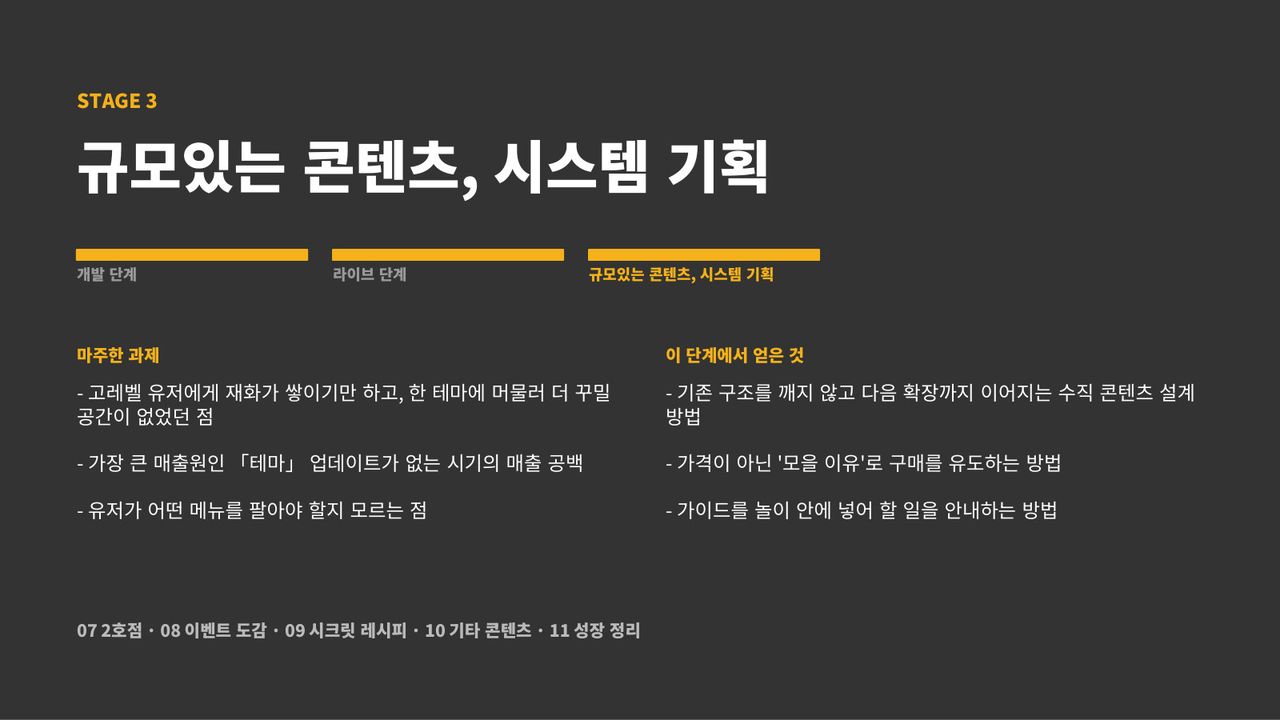 STAGE 3
규모있는 콘텐츠, 시스템 기획
개발 단계
라이브 단계
규모있는 콘텐츠, 시스템 기획
마주한 과제
- 고레벨 유저에게 재화가 쌓이기만 하고, 한 테마에 머물러 더 꾸밀
공간이 없었던 점
- 가장 큰 매출원인 「테마」 업데이트가 없는 시기의 매출 공백
- 유저가 어떤 메뉴를 팔아야 할지 모르는 점
이 단계에서 얻은 것
- 기존 구조를 깨지 않고 다음 확장까지 이어지는 수직 콘텐츠 설계
방법
- 가격이 아닌 '모을 이유'로 구매를 유도하는 방법
- 가이드를 놀이 안에 넣어 할 일을 안내하는 방법
07 2호점 · 08 이벤트 도감 · 09 시크릿 레시피 · 10 기타 콘텐츠 · 11 성장 정리